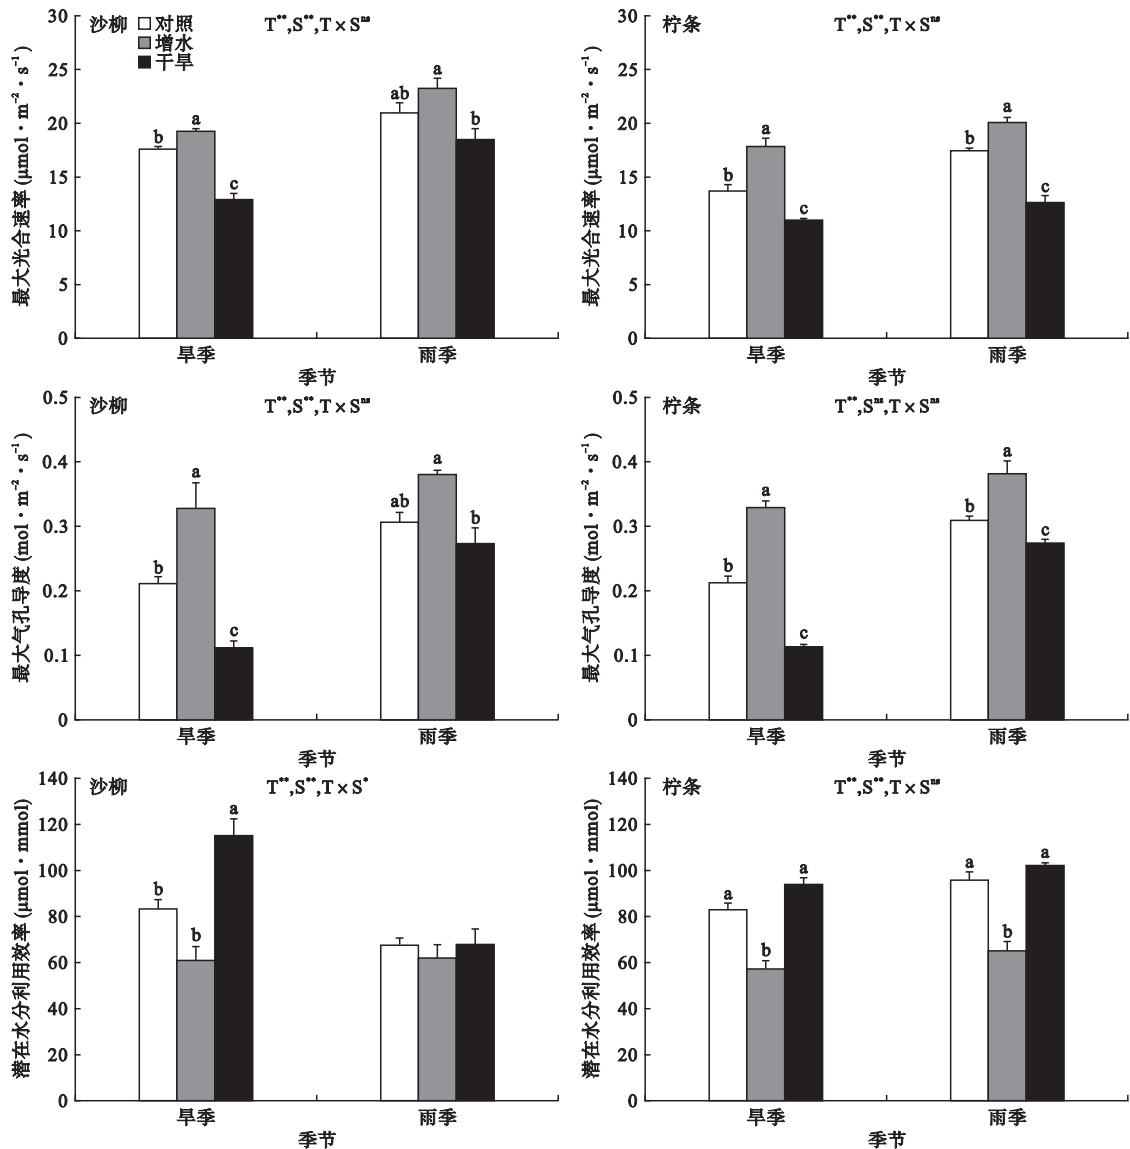 沙柳 T**,S**,T×Sns
对照
增水
干旱
最大光合速率 (μmol·m⁻²·s⁻¹)
30
25
20
15
10
5
0
b a c
ab a b
旱季 雨季
季节
柠条 T**,S**,T×Sns
最大光合速率 (μmol·m⁻²·s⁻¹)
30
25
20
15
10
5
0
b a c
b a c
旱季 雨季
季节
沙柳 T**,S**,T×Sns
最大气孔导度 (mol·m⁻²·s⁻¹)
0.5
0.4
0.3
0.2
0.1
0
b a c
ab a b
旱季 雨季
季节
柠条 T**,Sns,T×Sns
最大气孔导度 (mol·m⁻²·s⁻¹)
0.5
0.4
0.3
0.2
0.1
0
b a c
b a c
旱季 雨季
季节
沙柳 T**,S**,T×S*
潜在水分利用效率 (μmol·mmol)
140
120
100
80
60
40
20
0
b b a
旱季 雨季
季节
柠条 T**,S**,T×Sns
潜在水分利用效率 (μmol·mmol)
140
120
100
80
60
40
20
0
a b a
a b a
旱季 雨季
季节